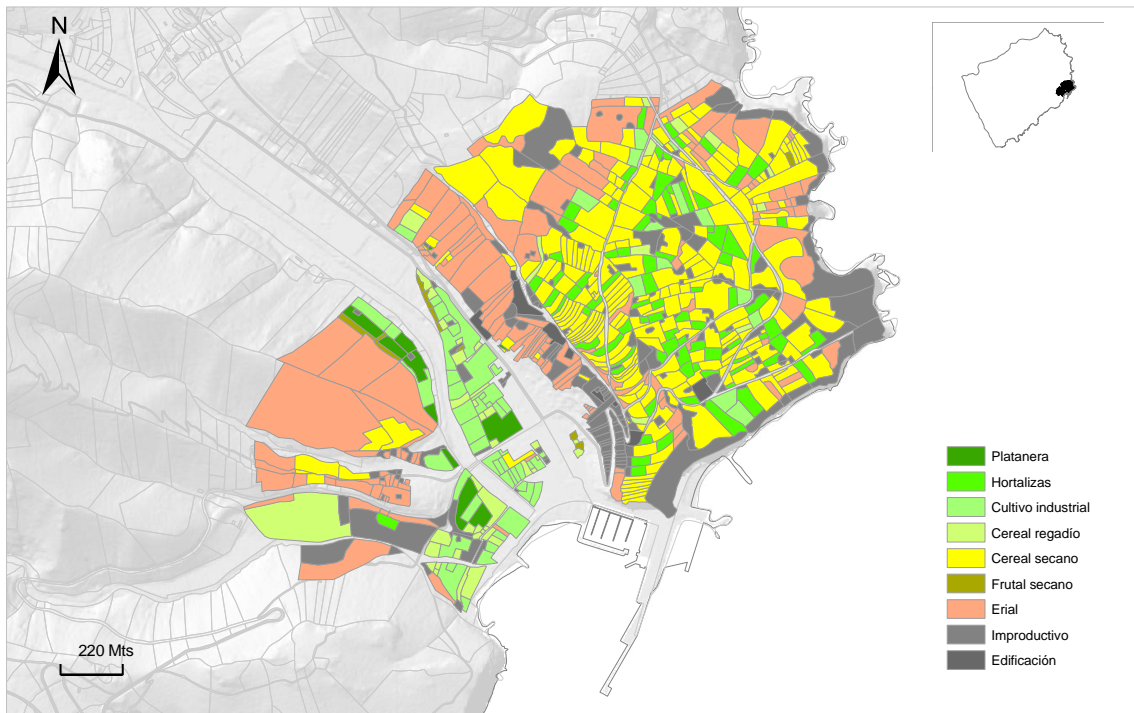 N
Platanera
Hortalizas
Cultivo industrial
Cereal regadío
Cereal secano
Frutal secano
Erial
Improductivo
Edificación
220 Mts